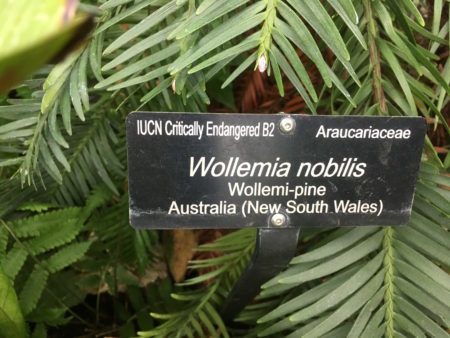 IUCN Critically Endangered B2 Araucariaceae
Wollemia nobilis
Wollemi-pine
Australia (New South Wales)